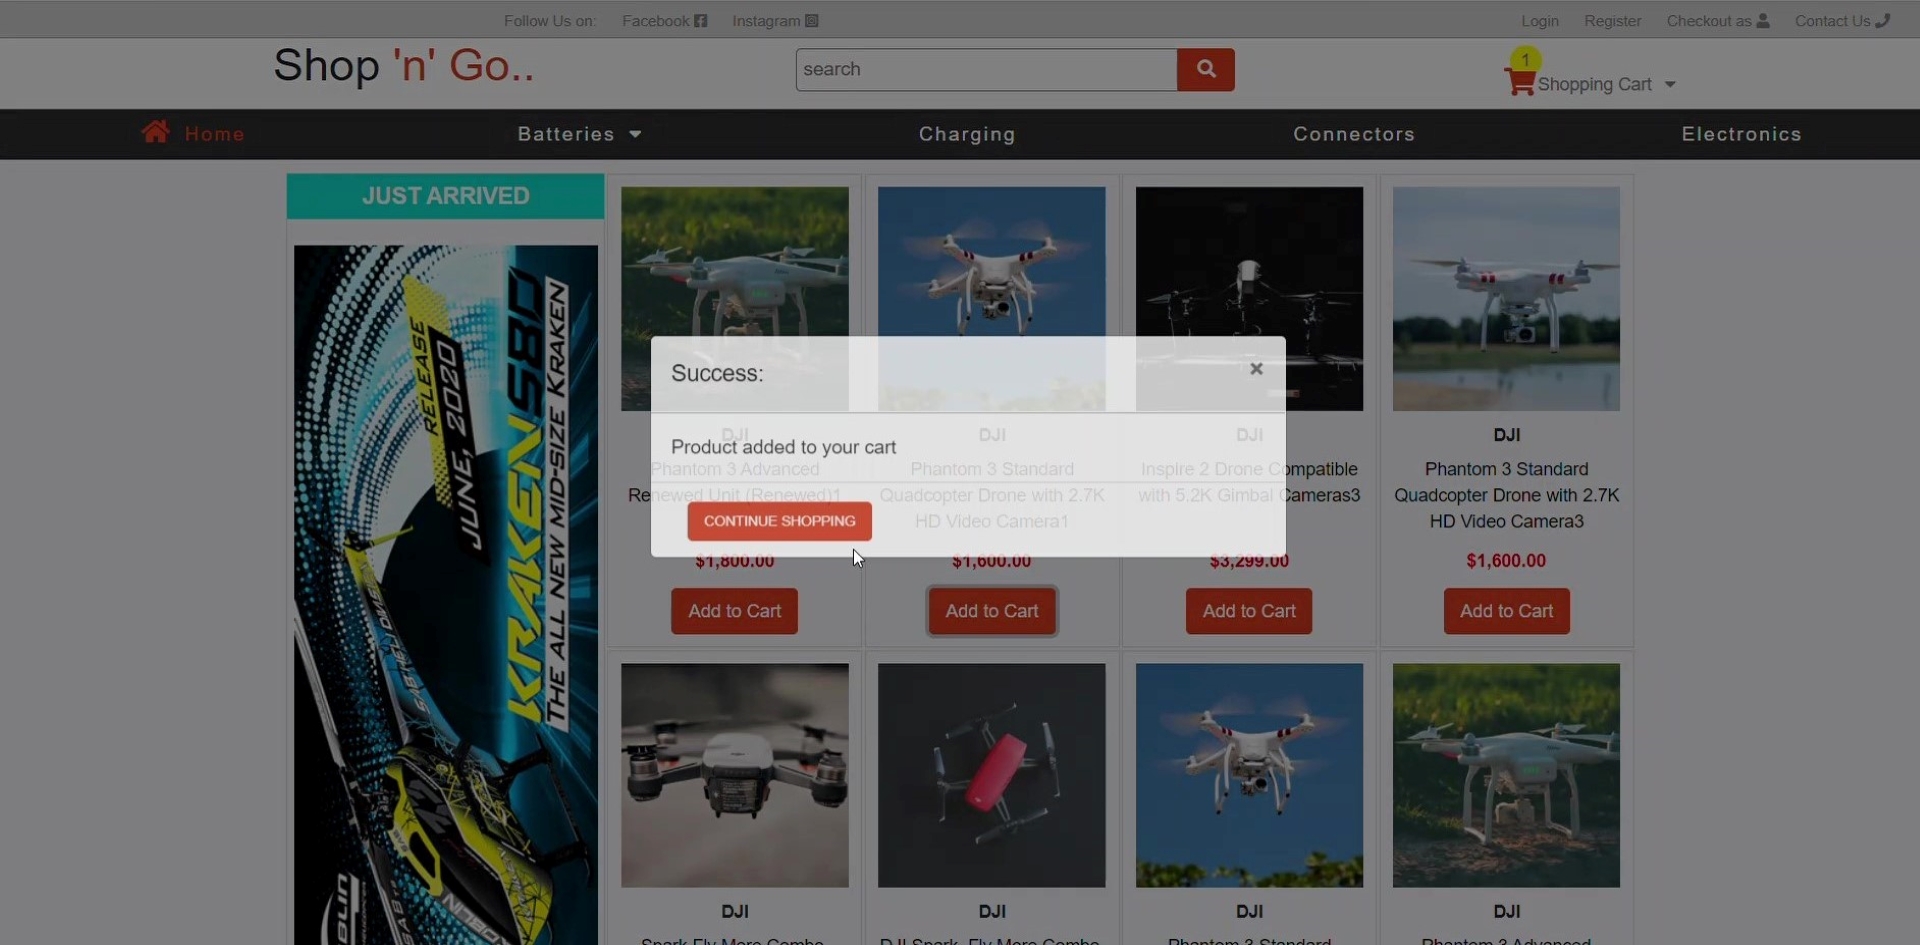 Follow Us on: Facebook Instagram Login Register Checkout as Contact Us
Shop 'n' Go..
search
1
Shopping Cart
Home Batteries Charging Connectors Electronics
JUST ARRIVED
RELEASE
JUNE, 2020
KRAKEN580
THE ALL NEW MID-SIZE KRAKEN
Success:
Product added to your cart
CONTINUE SHOPPING
DJI
Phantom 3 Advanced
Renewed Unit (Renewed)1
$1,800.00
Add to Cart
DJI
Phantom 3 Standard
Quadcopter Drone with 2.7K
HD Video Camera1
$1,600.00
Add to Cart
DJI
Inspire 2 Drone Compatible
with 5.2K Gimbal Cameras3
$3,299.00
Add to Cart
DJI
Phantom 3 Standard
Quadcopter Drone with 2.7K
HD Video Camera3
$1,600.00
Add to Cart
DJI
Spark Fly More Combo
DJI
DJI Spark, Fly More Combo
DJI
Phantom 3 Standard
DJI
Phantom 3 Advanced